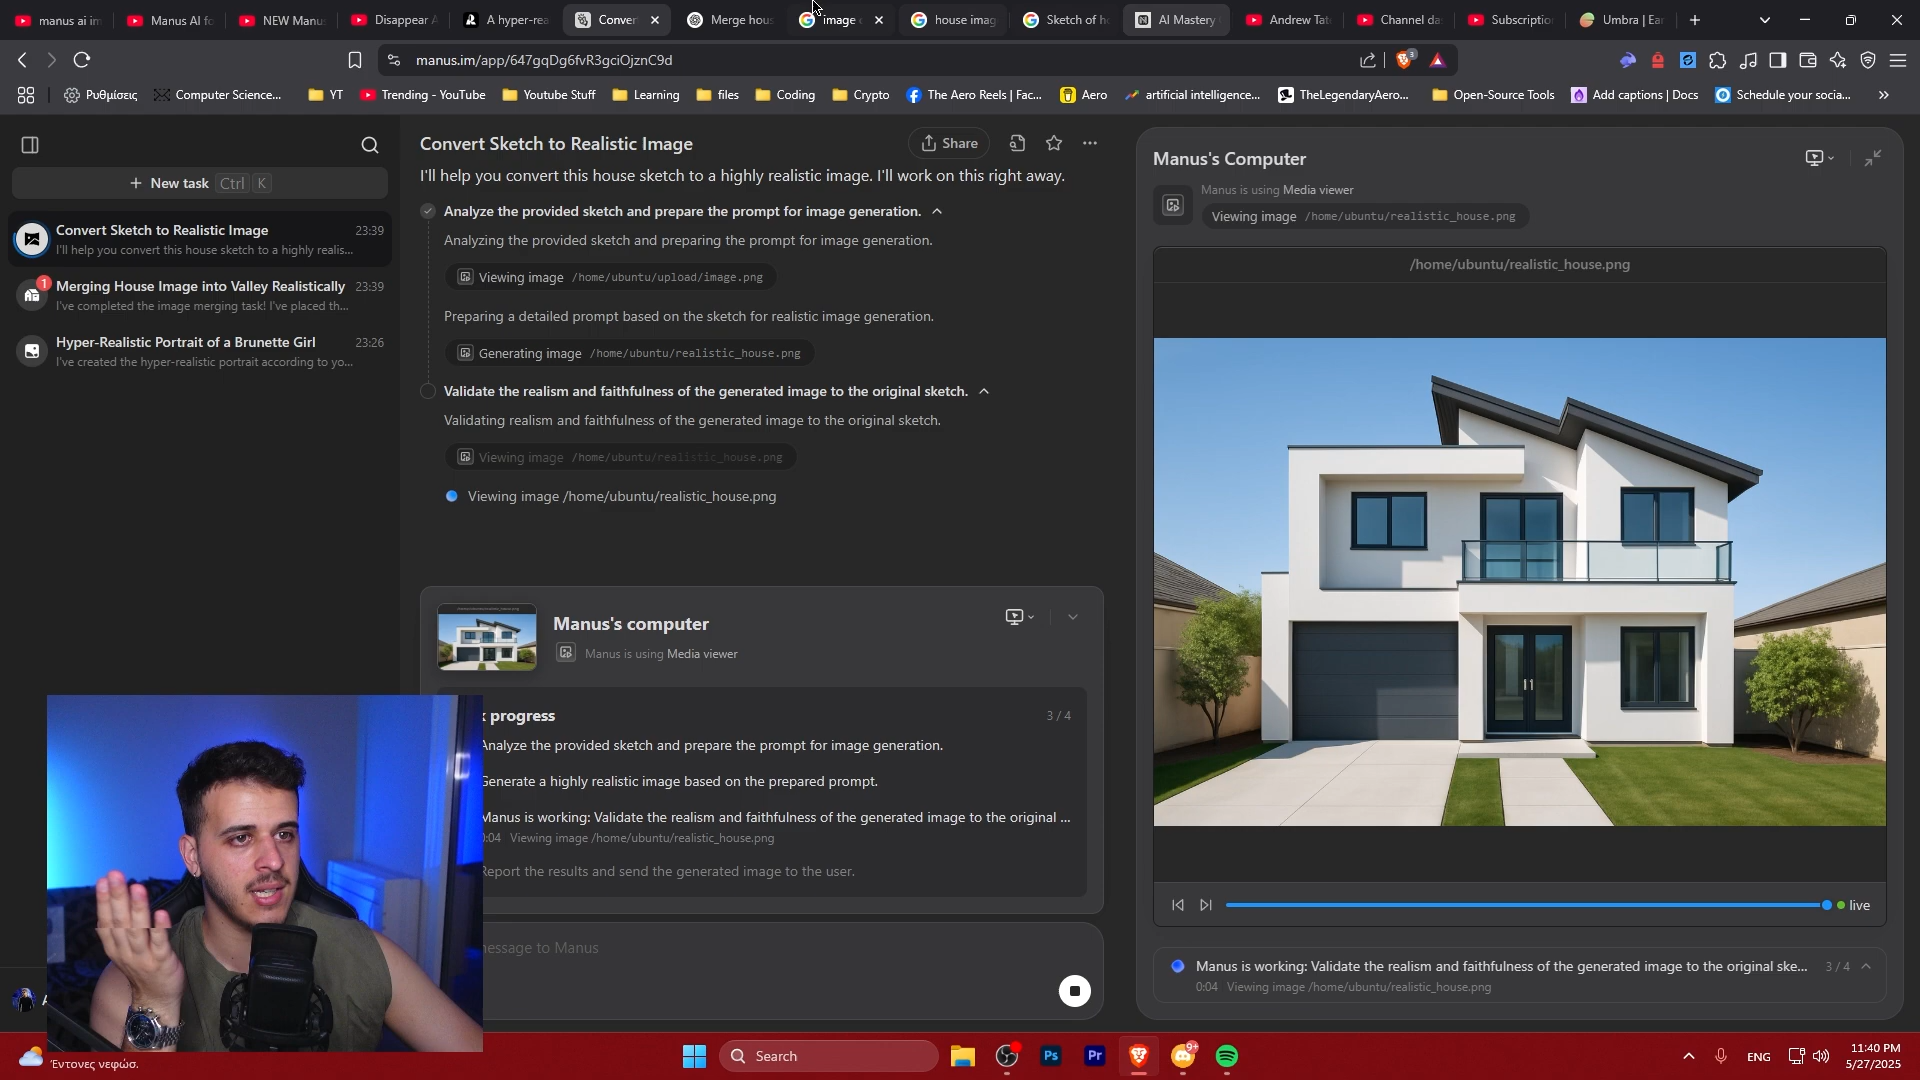 manus ai im
Manus AI fo
NEW Manu
Disappear A
A hyper-rea
Conver
Merge hous
image
house imag
Sketch of ho
AI Mastery
Andrew Tat
Channel da
Subscriptio
Umbra | Ear
manus.im/app/647gqDg6fvR3gciOjznC9d
3
Ρυθμίσεις
Computer Science...
YT
Trending - YouTube
Youtube Stuff
Learning
files
Coding
Crypto
The Aero Reels | Fac...
Aero
artificial intelligence...
TheLegendaryAero...
Open-Source Tools
Add captions | Docs
Schedule your socia...
New task Ctrl K
Convert Sketch to Realistic Image 23:39
I'll help you convert this house sketch to a highly realis...
1
Merging House Image into Valley Realistically 23:39
I've completed the image merging task! I've placed th...
Hyper-Realistic Portrait of a Brunette Girl 23:26
I've created the hyper-realistic portrait according to yo...
Convert Sketch to Realistic Image
Share
I'll help you convert this house sketch to a highly realistic image. I'll work on this right away.
Analyze the provided sketch and prepare the prompt for image generation.
Analyzing the provided sketch and preparing the prompt for image generation.
Viewing image /home/ubuntu/upload/image.png
Preparing a detailed prompt based on the sketch for realistic image generation.
Generating image /home/ubuntu/realistic_house.png
Validate the realism and faithfulness of the generated image to the original sketch.
Validating realism and faithfulness of the generated image to the original sketch.
Viewing image /home/ubuntu/realistic_house.png
Viewing image /home/ubuntu/realistic_house.png
Manus's computer
Manus is using Media viewer
k progress 3 / 4
Analyze the provided sketch and prepare the prompt for image generation.
Generate a highly realistic image based on the prepared prompt.
Manus is working: Validate the realism and faithfulness of the generated image to the original ...
0:04 Viewing image /home/ubuntu/realistic_house.png
Report the results and send the generated image to the user.
message to Manus
Manus's Computer
Manus is using Media viewer
Viewing image /home/ubuntu/realistic_house.png
/home/ubuntu/realistic_house.png
live
Manus is working: Validate the realism and faithfulness of the generated image to the original ske... 3 / 4
0:04 Viewing image /home/ubuntu/realistic_house.png
Έντονες νεφώσ.
Search
Ps
Pr
9+
ENG
11:40 PM
5/27/2025